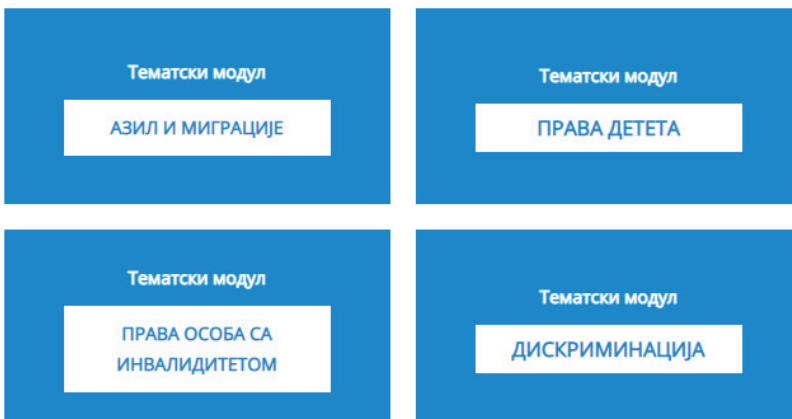 Тематски модул
АЗИЛ И МИГРАЦИЈЕ
Тематски модул
ПРАВА ДЕТЕТА
Тематски модул
ПРАВА ОСОБА СА
ИНВАЛИДИТЕТОМ
Тематски модул
ДИСКРИМИНАЦИЈА